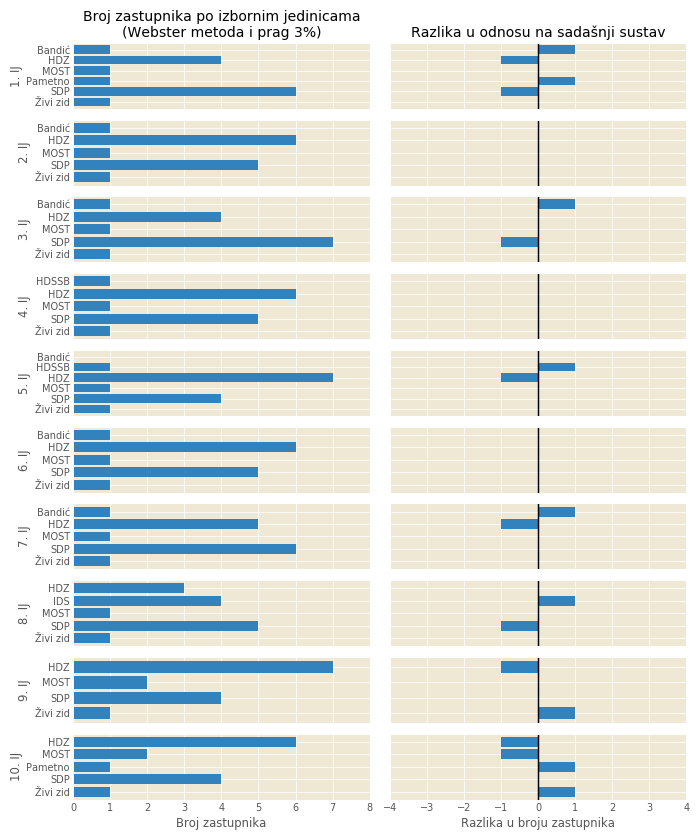 Broj zastupnika po izbornim jedinicama
(Webster metoda i prag 3%)
Razlika u odnosu na sadašnji sustav
1. IJ
Bandić
HDZ
MOST
Pametno
SDP
Živi zid
2. IJ
Bandić
HDZ
MOST
SDP
Živi zid
3. IJ
Bandić
HDZ
MOST
SDP
Živi zid
4. IJ
HDSSB
HDZ
MOST
SDP
Živi zid
5. IJ
Bandić
HDSSB
HDZ
MOST
SDP
Živi zid
6. IJ
Bandić
HDZ
MOST
SDP
Živi zid
7. IJ
Bandić
HDZ
MOST
SDP
Živi zid
8. IJ
HDZ
IDS
MOST
SDP
Živi zid
9. IJ
HDZ
MOST
SDP
Živi zid
10. IJ
HDZ
MOST
Pametno
SDP
Živi zid
0 1 2 3 4 5 6 7 8
Broj zastupnika
−4 −3 −2 −1 0 1 2 3 4
Razlika u broju zastupnika